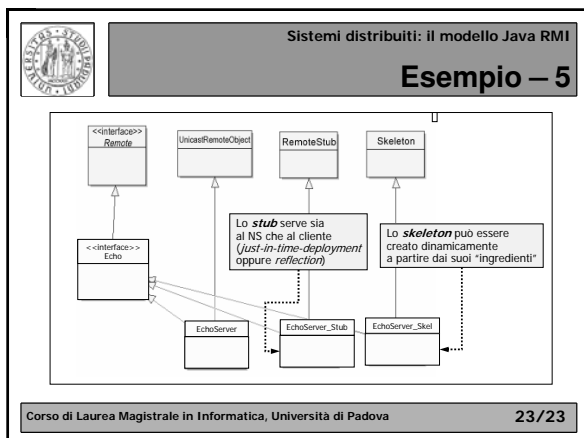 Sistemi distribuiti: il modello Java RMI
Esempio – 5
<<interface>>
Remote
UnicastRemoteObject
RemoteStub
Skeleton
<<interface>>
Echo
Lo stub serve sia
al NS che al cliente
(just-in-time-deployment
oppure reflection)
Lo skeleton può essere
creato dinamicamente
a partire dai suoi “ingredienti”
EchoServer
EchoServer_Stub
EchoServer_Skel
Corso di Laurea Magistrale in Informatica, Università di Padova
23/23